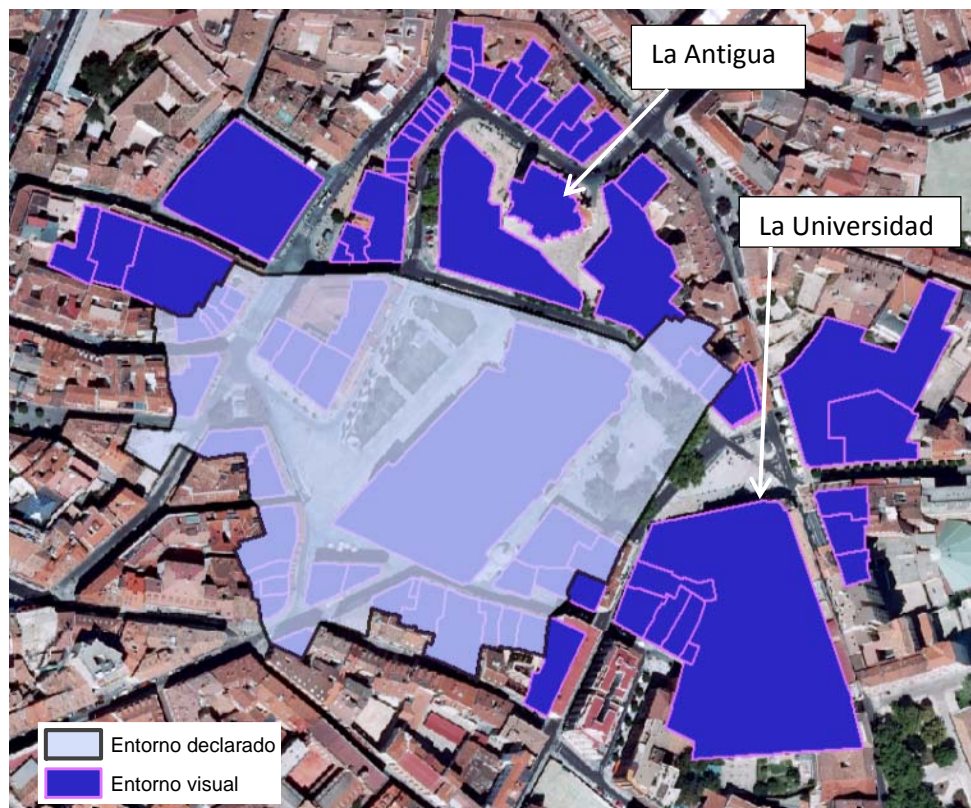 La Antigua
La Universidad
Entorno declarado
Entorno visual